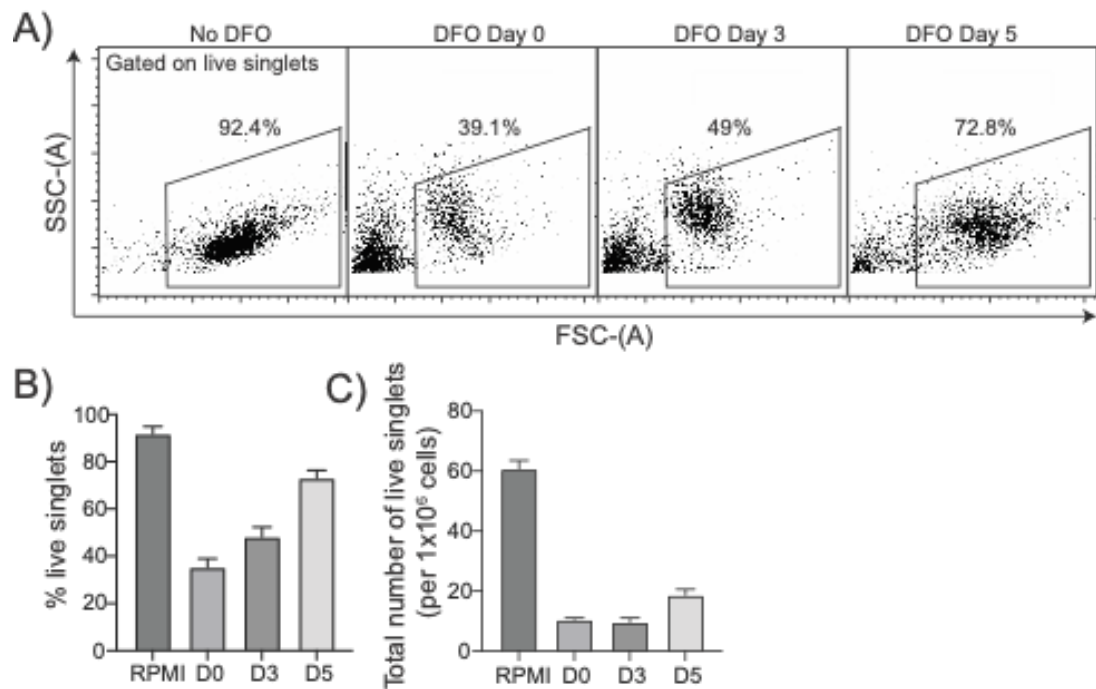 A)
No DFO
DFO Day 0
DFO Day 3
DFO Day 5
Gated on live singlets
92.4%
39.1%
49%
72.8%
SSC-(A)
FSC-(A)
B)
% live singlets
100
80
60
40
20
0
RPMI D0 D3 D5
C)
Total number of live singlets
(per 1x10⁶ cells)
80
60
40
20
0
RPMI D0 D3 D5